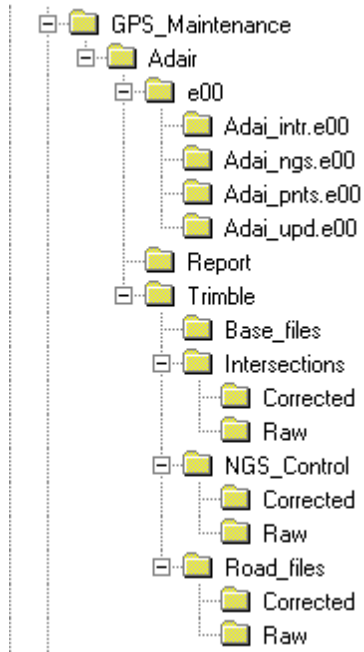 GPS_Maintenance
Adair
e00
Adai_intr.e00
Adai_ngs.e00
Adai_pnts.e00
Adai_upd.e00
Report
Trimble
Base_files
Intersections
Corrected
Raw
NGS_Control
Corrected
Raw
Road_files
Corrected
Raw